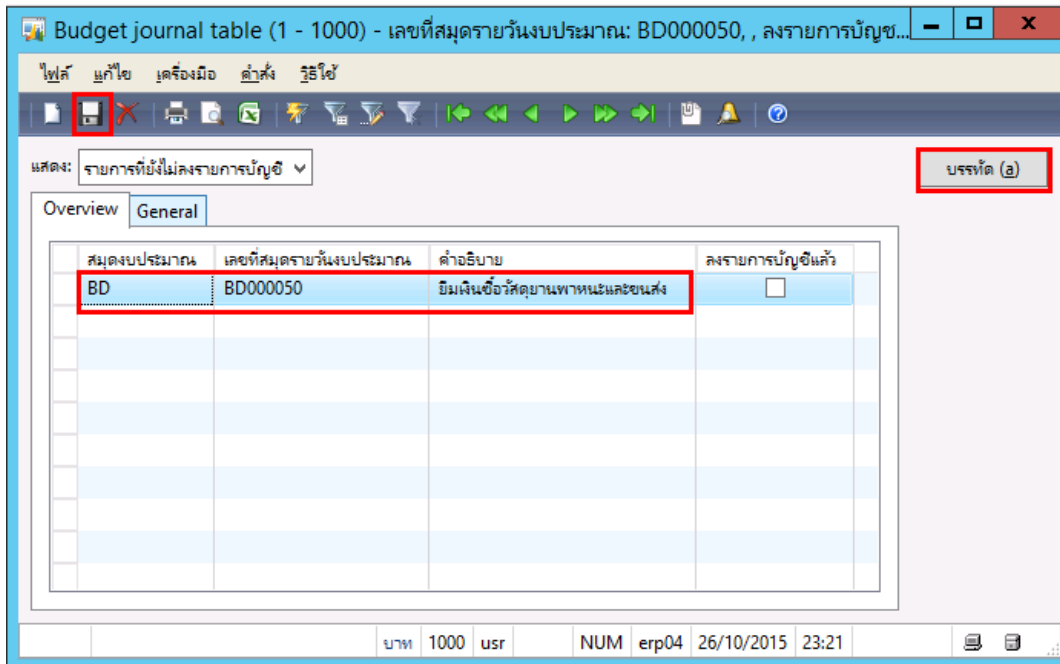 Budget journal table (1 - 1000) - เลขที่สมุดรายวันงบประมาณ: BD000050, , ลงรายการบัญช...
ไฟล์ แก้ไข เครื่องมือ คำสั่ง วิธีใช้
แสดง: รายการที่ยังไม่ลงรายการบัญชี บรรทัด (a)
Overview General
สมุดงบประมาณ เลขที่สมุดรายวันงบประมาณ คำอธิบาย ลงรายการบัญชีแล้ว
BD BD000050 ยืมเงินซื้อวัสดุยานพาหนะและขนส่ง
บาท 1000 usr NUM erp04 26/10/2015 23:21